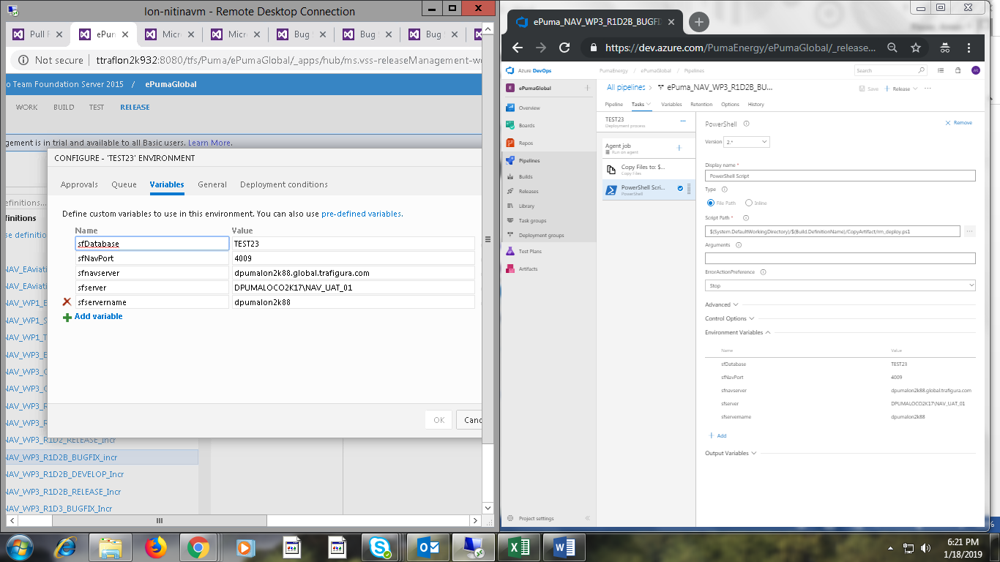 lon-nitinavm - Remote Desktop Connection
Pull F
ePum
Micro
Micro
Bug
Bug
Bug
Not secure
ttraflon2k932:8080/tfs/Puma/ePumaGlobal/_apps/hub/ms.vss-releaseManagement-w
o Team Foundation Server 2015 / ePumaGlobal
WORK BUILD TEST RELEASE
gement is in trial and available to all Basic users. Learn More.
CONFIGURE - 'TEST23' ENVIRONMENT
Approvals Queue Variables General Deployment conditions
efinitions...
finitions
se definitio
Define custom variables to use in this environment. You can also use pre-defined variables.
Name Value
sfDatabase TEST23
sfNavPort 4009
sfnavserver dpumalon2k88.global.trafigura.com
sfserver DPUMALOCO2K17\NAV_UAT_01
sfservername dpumalon2k88
Add variable
OK Canc
NAV_EAviati
NAV_EAviati
NAV_WP1_B
NAV_WP1_S
NAV_WP1_T
NAV_WP3_E
NAV_WP3_C
NAV_WP3_C
NAV_WP3_R
NAV_WP3_R
NAV_WP3_R1D2_RELEASE_Incr
NAV_WP3_R1D2B_BUGFIX_incr
NAV_WP3_R1D2B_DEVELOP_Incr
NAV_WP3_R1D2B_RELEASE_Incr
NAV_WP3_R1D3_BUGFIX_Incr
ePuma_NAV_WP3_R1D2B_BUGFI
https://dev.azure.com/PumaEnergy/ePumaGlobal/_release...
Azure DevOps
PumaEnergy / ePumaGlobal / Pipelines
Search
AR
E ePumaGlobal
Overview
Boards
Repos
Pipelines
Builds
Releases
Library
Task groups
Deployment groups
Test Plans
Artifacts
Project settings
All pipelines > ePuma_NAV_WP3_R1D2B_BU...
Save Release
Pipeline Tasks Variables Retention Options History
TEST23
Deployment process
Agent job
Run on agent
Copy Files to: $...
Copy Files
PowerShell Scri...
PowerShell
PowerShell
Remove
Version 2.*
Display name *
PowerShell Script
Type
File Path Inline
Script Path *
$(System.DefaultWorkingDirectory)/$(Build.DefinitionName)/CopyArtifact/rm_deploy.ps1
Arguments
ErrorActionPreference
Stop
Advanced
Control Options
Environment Variables
Name Value
sfDatabase TEST23
sfNavPort 4009
sfnavserver dpumalon2k88.global.trafigura.com
sfserver DPUMALOCO2K17\NAV_UAT_01
sfservername dpumalon2k88
Add
Output Variables
%
6:21 PM
1/18/2019